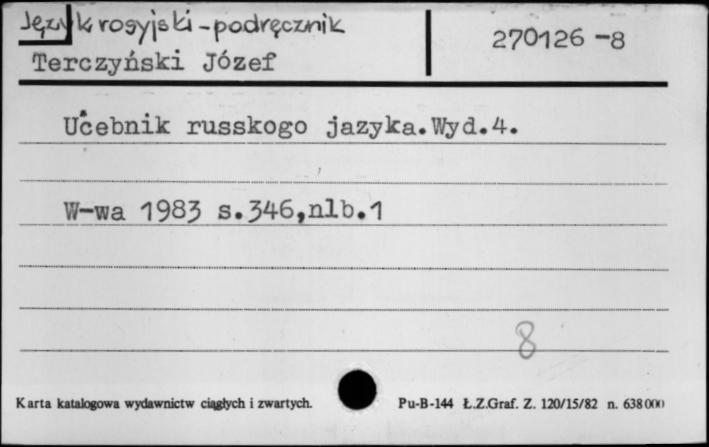 Język rosyjski - podręcznik
270126 -8
Terczyński Józef
Učebnik russkogo jazyka.Wyd.4.
W-wa 1983 s.346,nlb.1
8
Karta katalogowa wydawnictw ciągłych i zwartych.
Pu-B-144 Ł.Z.Graf. Z. 120/15/82 n. 638000